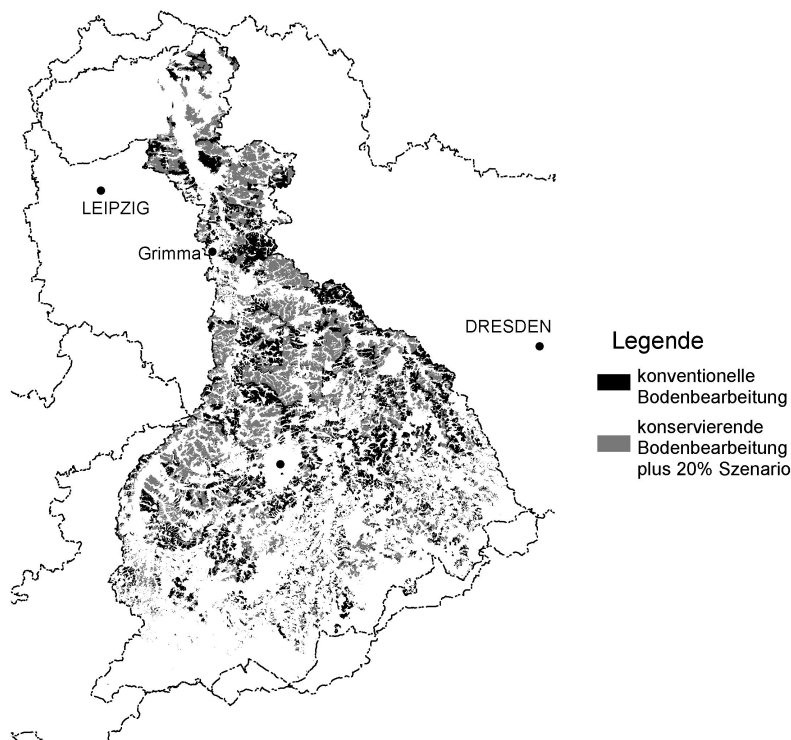 LEIPZIG
Grimma
DRESDEN
Legende
konventionelle
Bodenbearbeitung
konservierende
Bodenbearbeitung
plus 20% Szenario